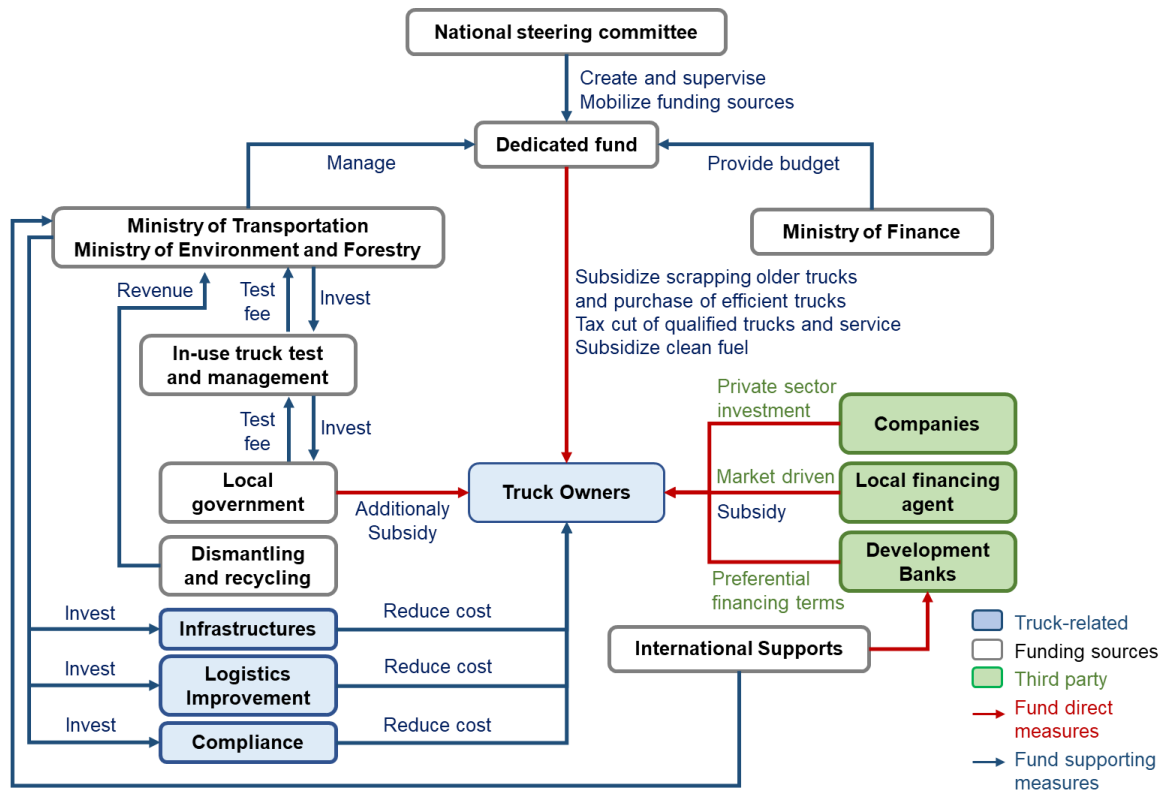 National steering committee
Create and supervise
Mobilize funding sources
Dedicated fund
Manage
Provide budget
Ministry of Transportation
Ministry of Environment and Forestry
Ministry of Finance
Revenue
Test
fee
Invest
Subsidize scrapping older trucks
and purchase of efficient trucks
Tax cut of qualified trucks and service
Subsidize clean fuel
In-use truck test
and management
Test
fee
Invest
Private sector
investment
Companies
Local
government
Additionaly
Subsidy
Truck Owners
Market driven
Subsidy
Local financing
agent
Dismantling
and recycling
Development
Banks
Preferential
financing terms
Invest
Infrastructures
Reduce cost
International Supports
Invest
Logistics
Improvement
Reduce cost
Invest
Compliance
Reduce cost
Truck-related
Funding sources
Third party
Fund direct
measures
Fund supporting
measures